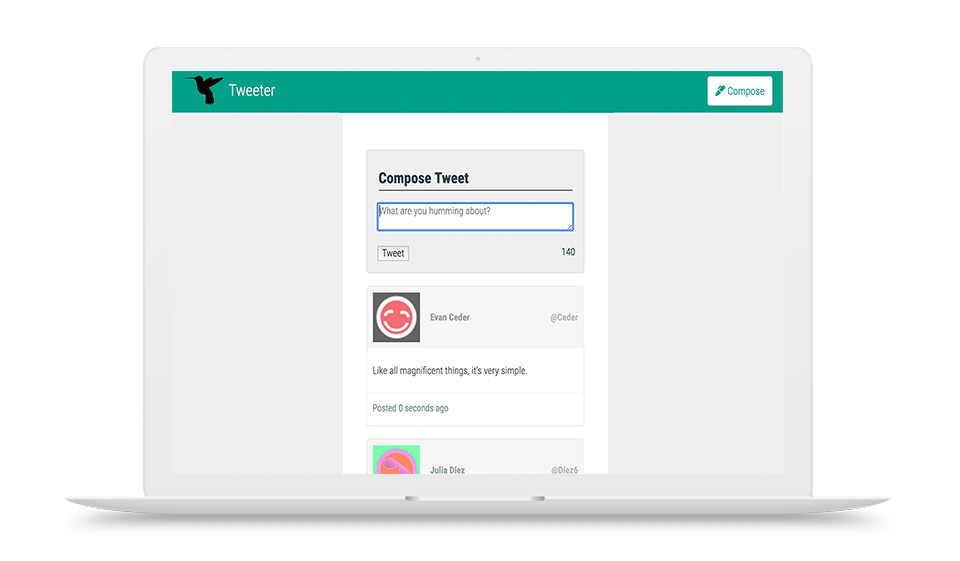 Tweeter
Compose
Compose Tweet
What are you humming about?
Tweet
140
Evan Ceder
@Ceder
Like all magnificent things, it's very simple.
Posted 0 seconds ago
Julia Diez
@Diez6